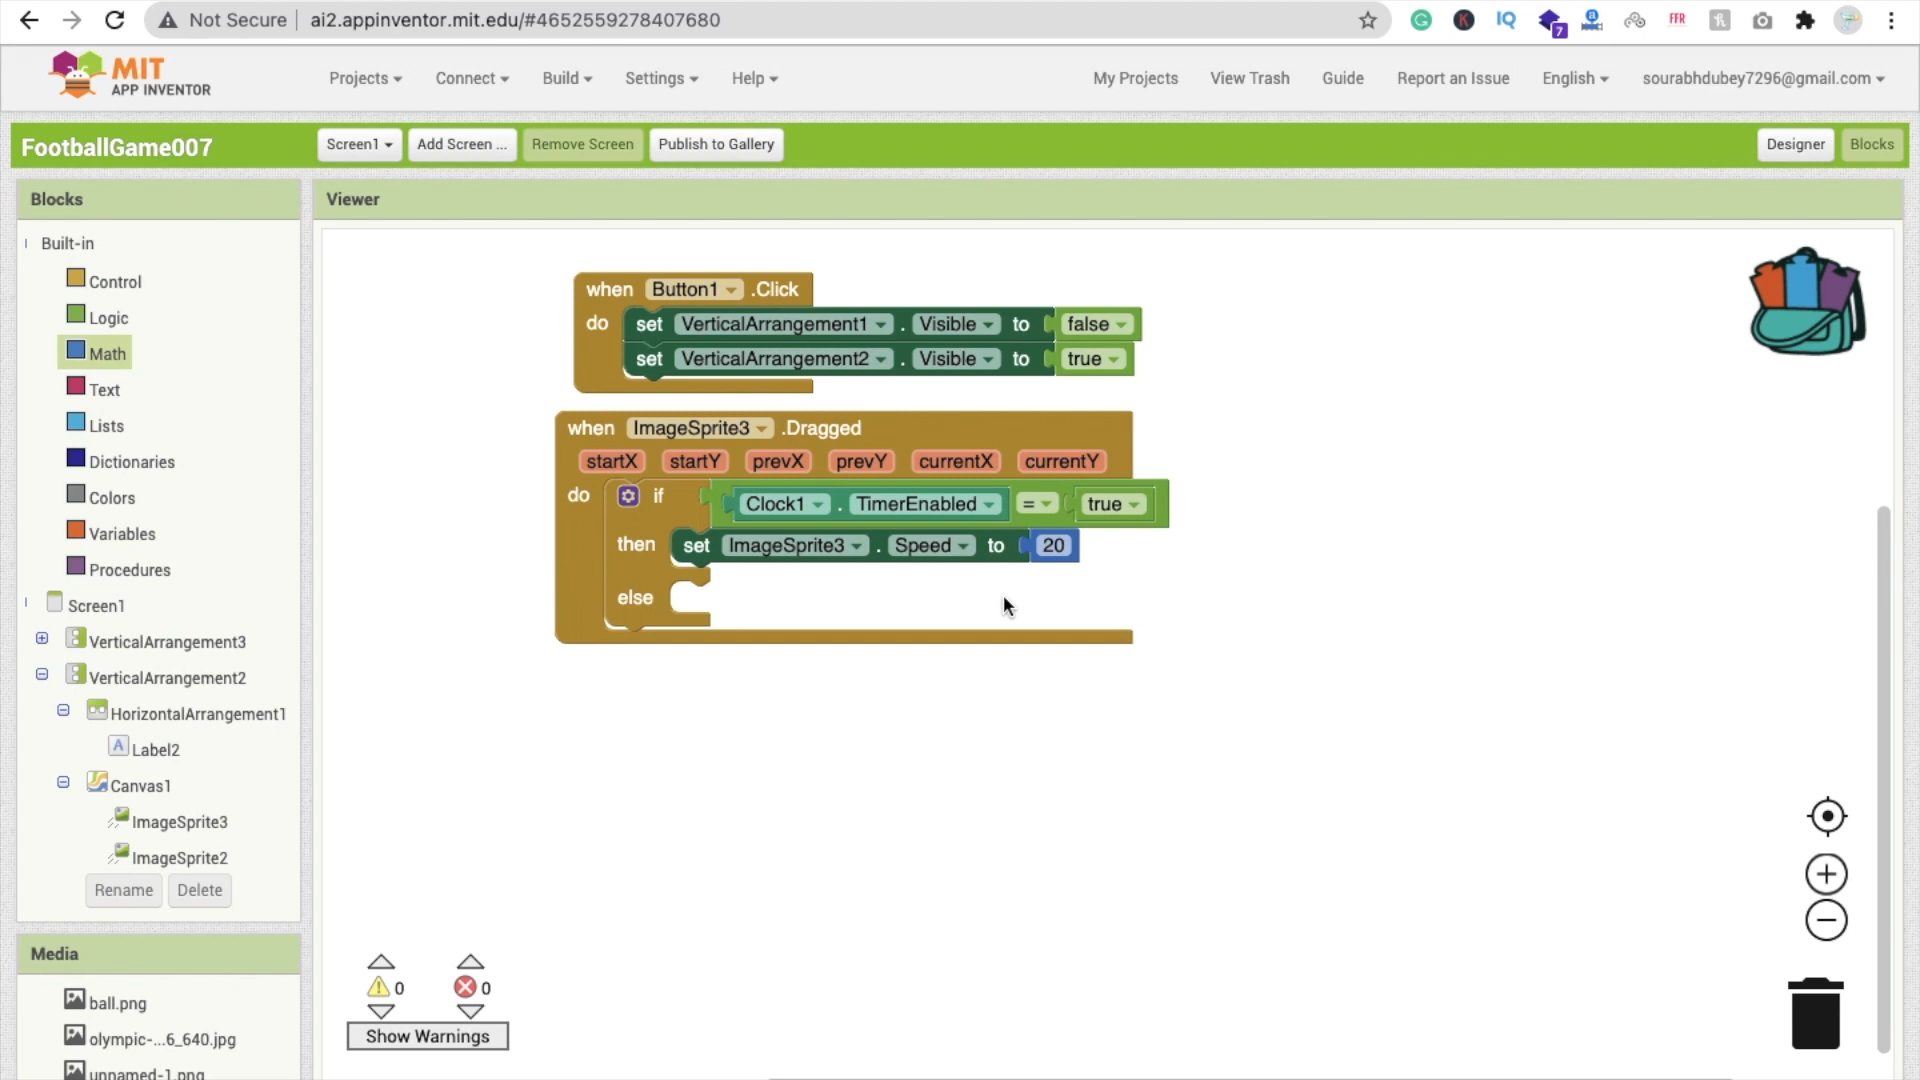 Not Secure
ai2.appinventor.mit.edu/#4652559278407680
G
K
IQ
7
a
FFR
MIT
APP INVENTOR
Projects
Connect
Build
Settings
Help
My Projects
View Trash
Guide
Report an Issue
English
sourabhdubey7296@gmail.com
FootballGame007
Screen1
Add Screen ...
Remove Screen
Publish to Gallery
Designer
Blocks
Blocks
Built-in
Control
Logic
Math
Text
Lists
Dictionaries
Colors
Variables
Procedures
Screen1
VerticalArrangement3
VerticalArrangement2
HorizontalArrangement1
A Label2
Canvas1
ImageSprite3
ImageSprite2
Rename
Delete
Media
ball.png
olympic-...6_640.jpg
unnamed-1.png
Viewer
when Button1 .Click
do set VerticalArrangement1 . Visible to false
set VerticalArrangement2 . Visible to true
when ImageSprite3 .Dragged
startX startY prevX prevY currentX currentY
do if Clock1 . TimerEnabled = true
then set ImageSprite3 . Speed to 20
else
0
0
Show Warnings